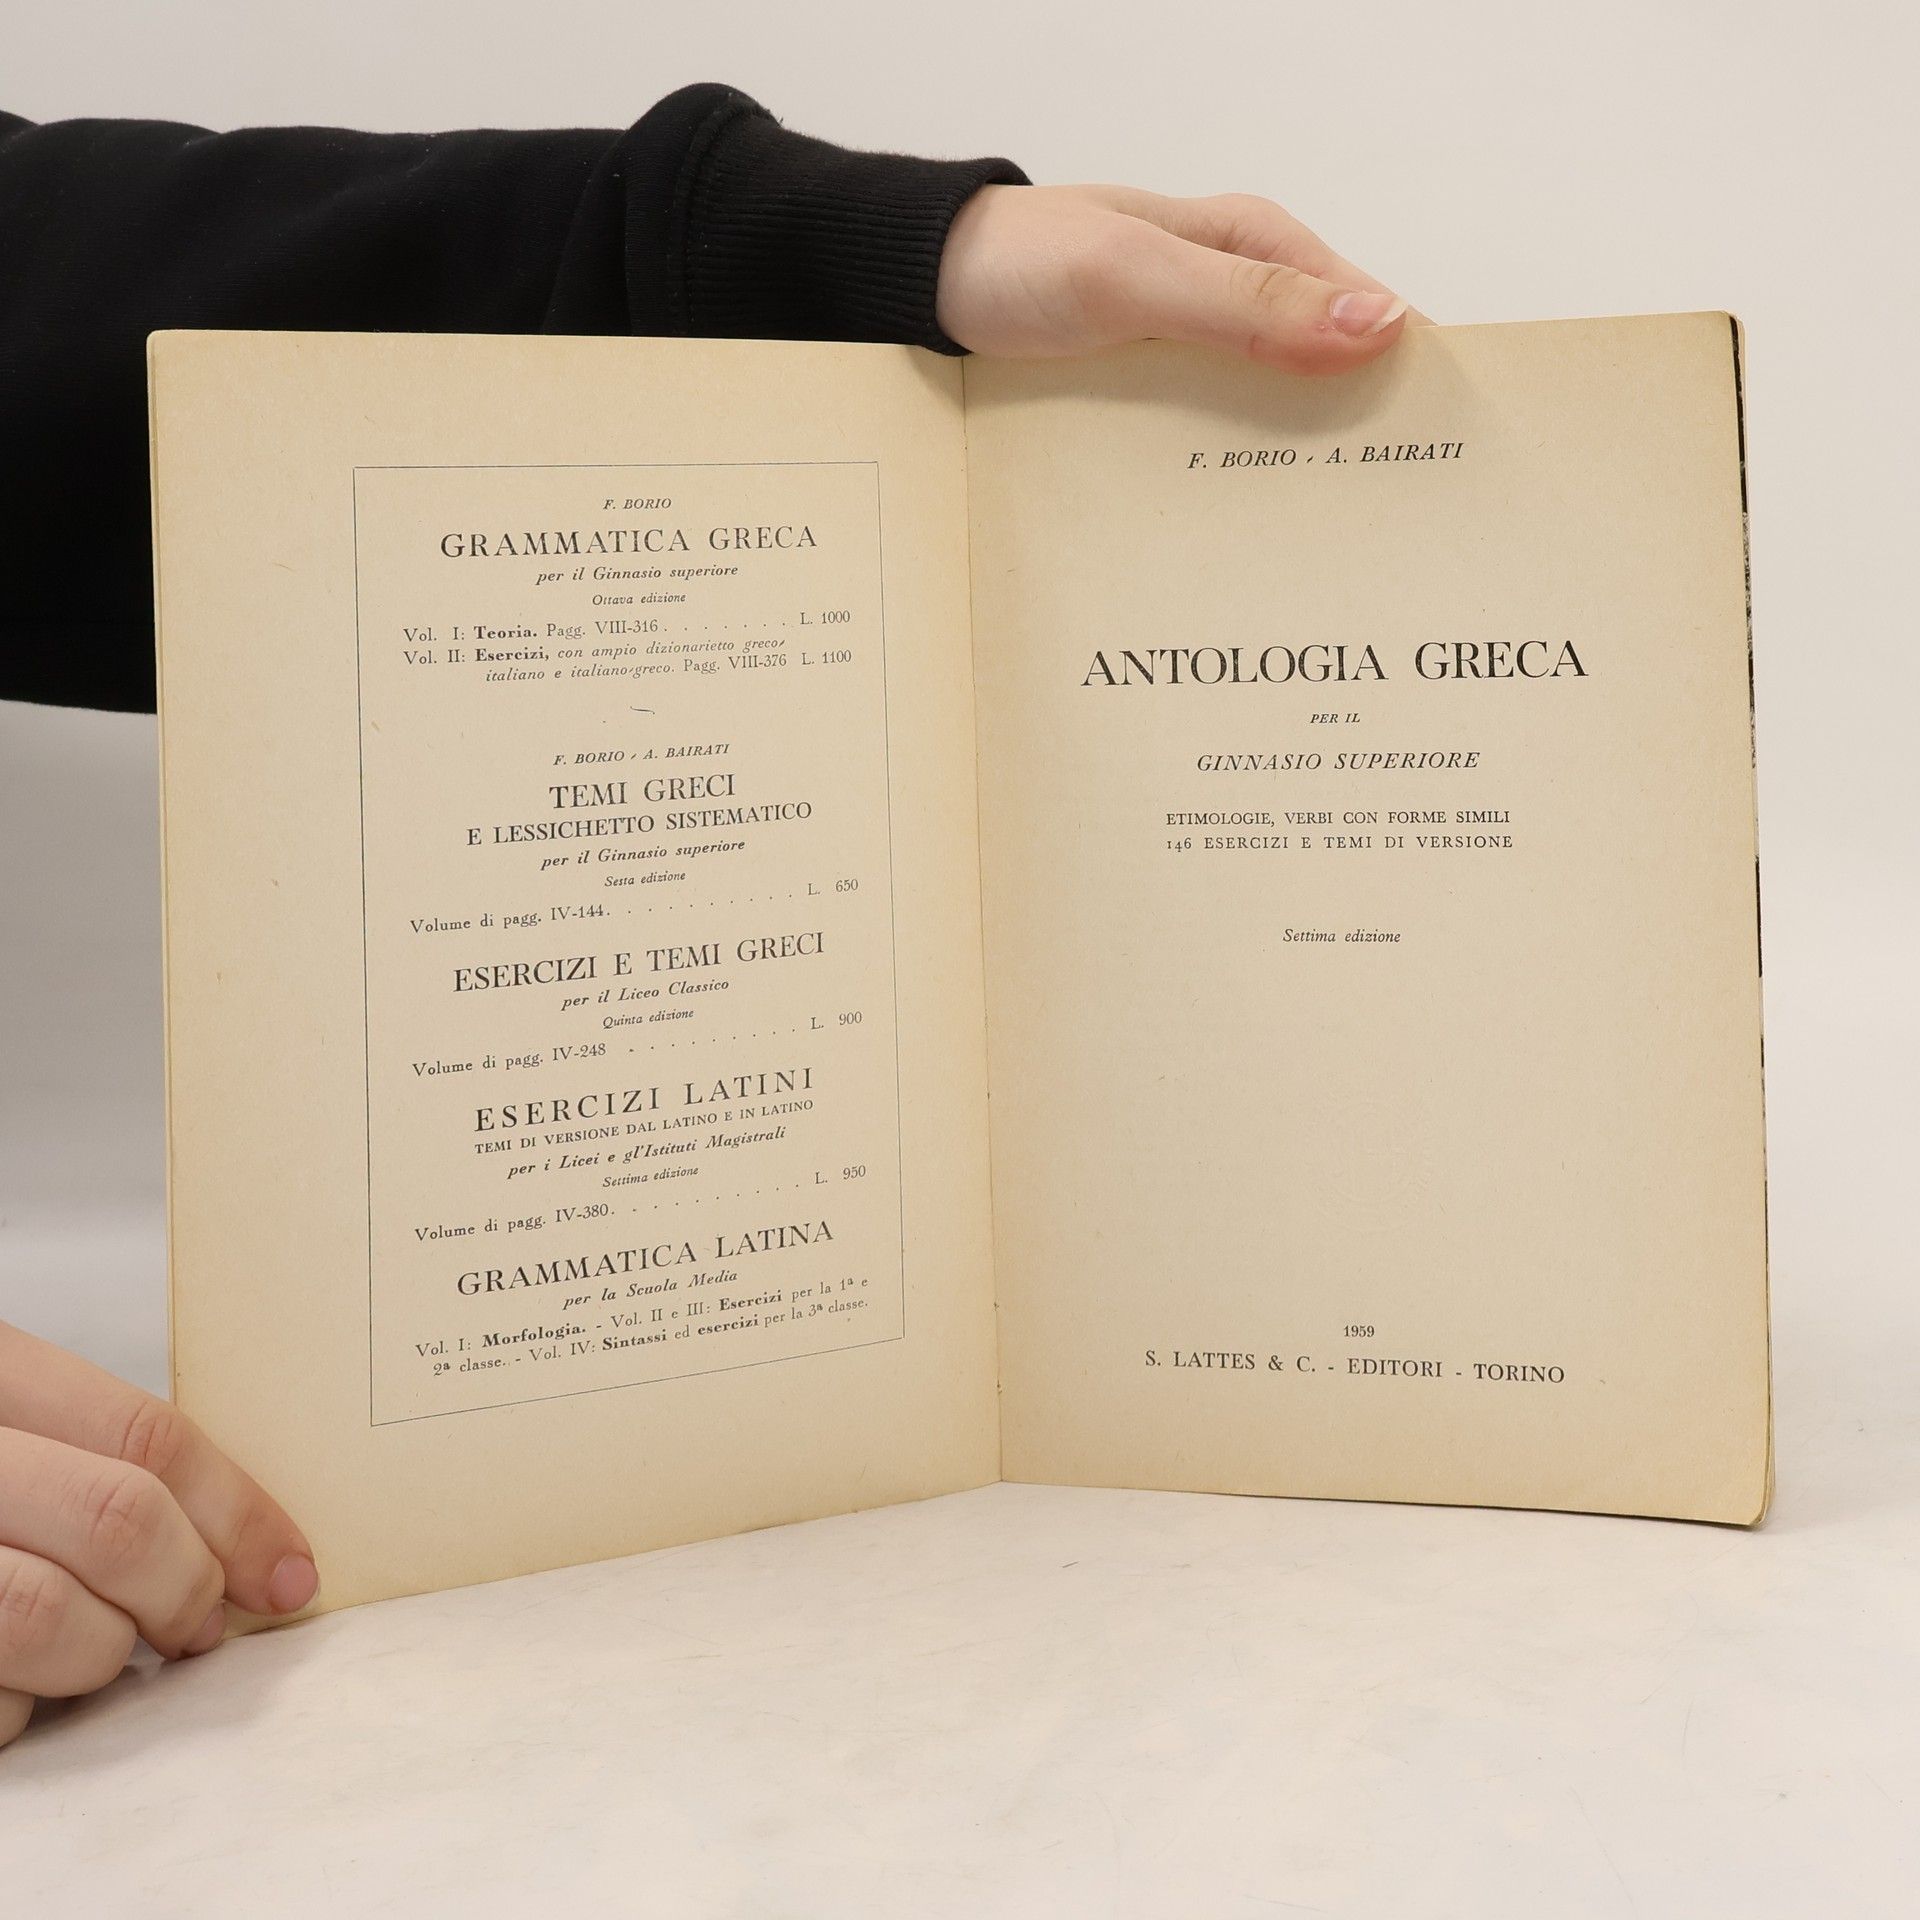 F. BORIO
GRAMMATICA GRECA
per il Ginnasio superiore
Ottava edizione
Vol. I: Teoria. Pagg. VIII-316 . . . . . . . L. 1000
Vol. II: Esercizi, con ampio dizionarietto greco-
italiano e italiano-greco. Pagg. VIII-376 L. 1100
F. BORIO - A. BAIRATI
TEMI GRECI
E LESSICHETTO SISTEMATICO
per il Ginnasio superiore
Sesta edizione
Volume di pagg. IV-144. . . . . . . . . . L. 650
ESERCIZI E TEMI GRECI
per il Liceo Classico
Quinta edizione
Volume di pagg. IV-248 . . . . . . . . . L. 900
ESERCIZI LATINI
TEMI DI VERSIONE DAL LATINO E IN LATINO
per i Licei e gl'Istituti Magistrali
Settima edizione
Volume di pagg. IV-380. . . . . . . . . L. 950
GRAMMATICA LATINA
per la Scuola Media
Vol. I: Morfologia. - Vol. II e III: Esercizi per la 1ª e
2ª classe. - Vol. IV: Sintassi ed esercizi per la 3ª classe.
F. BORIO - A. BAIRATI
ANTOLOGIA GRECA
PER IL
GINNASIO SUPERIORE
ETIMOLOGIE, VERBI CON FORME SIMILI
146 ESERCIZI E TEMI DI VERSIONE
Settima edizione
1959
S. LATTES & C. - EDITORI - TORINO